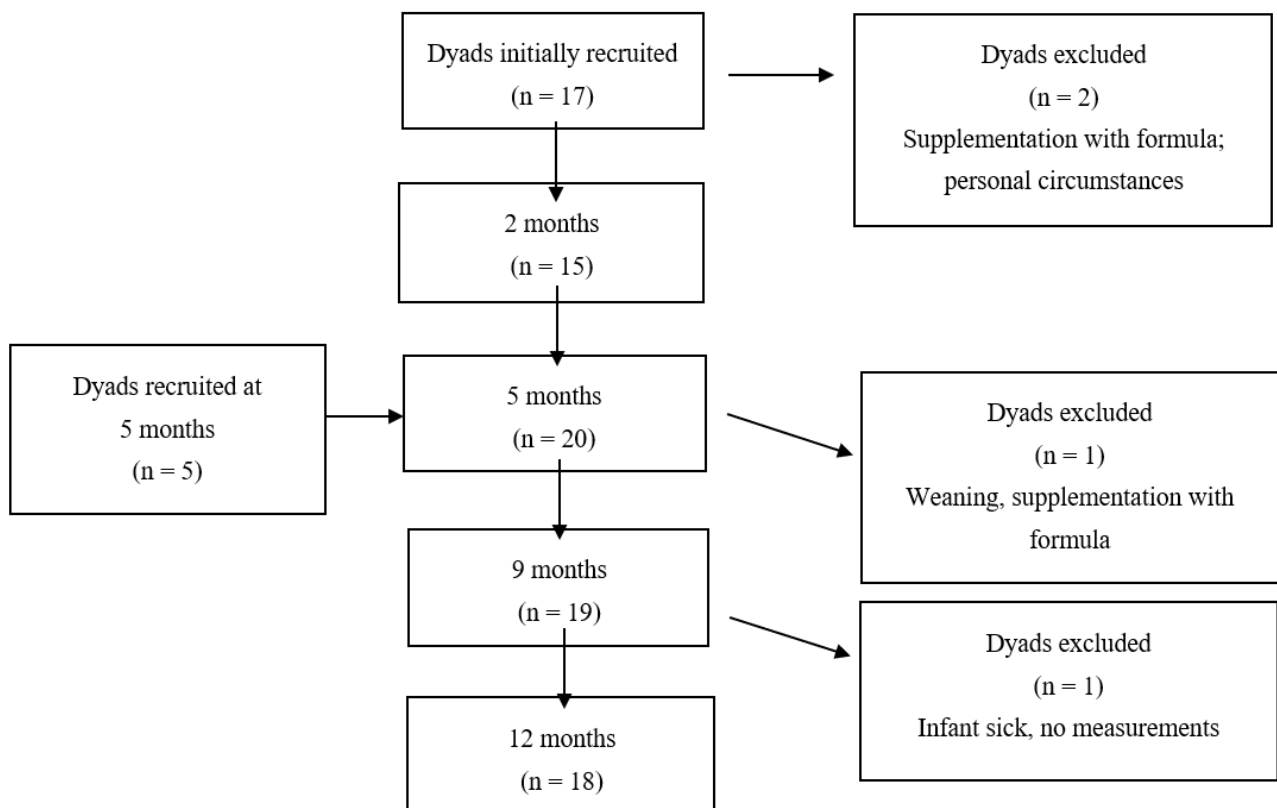 Dyads initially recruited
(n = 17)
Dyads excluded
(n = 2)
Supplementation with formula;
personal circumstances
2 months
(n = 15)
Dyads recruited at
5 months
(n = 5)
5 months
(n = 20)
Dyads excluded
(n = 1)
Weaning, supplementation with
formula
9 months
(n = 19)
Dyads excluded
(n = 1)
Infant sick, no measurements
12 months
(n = 18)